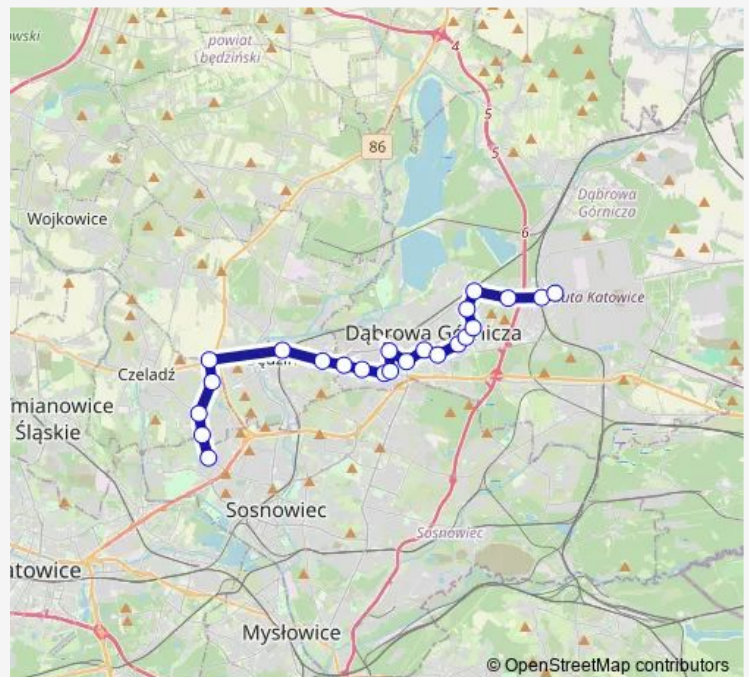 powiat
będziński
4
86
5
5
Dąbrowa
Górnicza
Wojkowice
6
uta Katowice
Dąbrowa Górnicza
Czeladź
mianowice
Śląskie
Sosnowiec
Sosnowiec
atowice
Mysłowice
© OpenStreetMap contributors